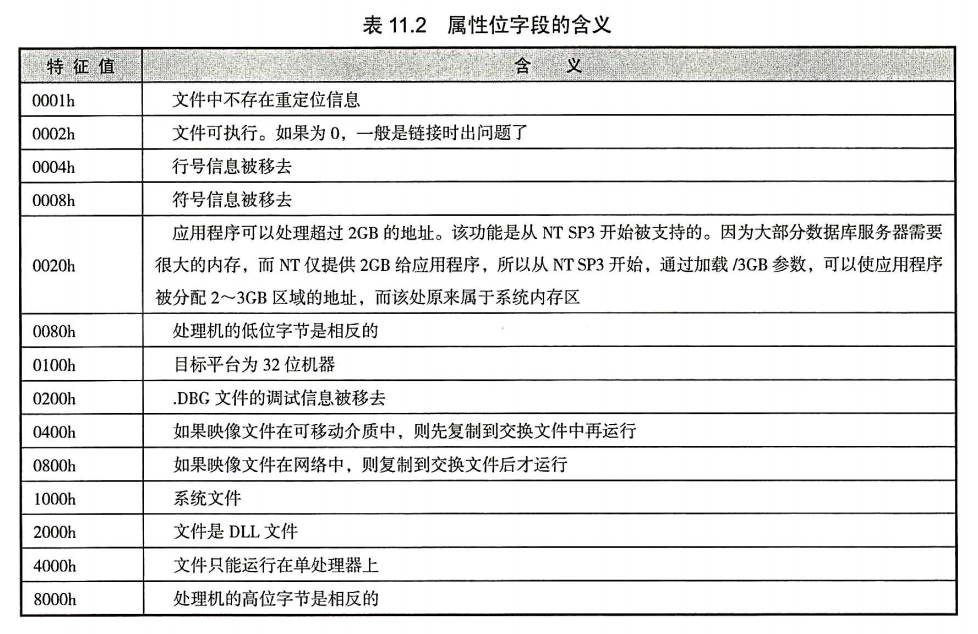 表 11.2 属性位字段的含义
特 征 值 含 义
0001h 文件中不存在重定位信息
0002h 文件可执行。如果为 0，一般是链接时出问题了
0004h 行号信息被移去
0008h 符号信息被移去
应用程序可以处理超过 2GB 的地址。该功能是从 NT SP3 开始被支持的。因为大部分数据库服务器需要
0020h 很大的内存，而 NT 仅提供 2GB 给应用程序，所以从 NT SP3 开始，通过加载 /3GB 参数，可以使应用程序
被分配 2～3GB 区域的地址，而该处原来属于系统内存区
0080h 处理机的低位字节是相反的
0100h 目标平台为 32 位机器
0200h .DBG 文件的调试信息被移去
0400h 如果映像文件在可移动介质中，则先复制到交换文件中再运行
0800h 如果映像文件在网络中，则复制到交换文件后才运行
1000h 系统文件
2000h 文件是 DLL 文件
4000h 文件只能运行在单处理器上
8000h 处理机的高位字节是相反的